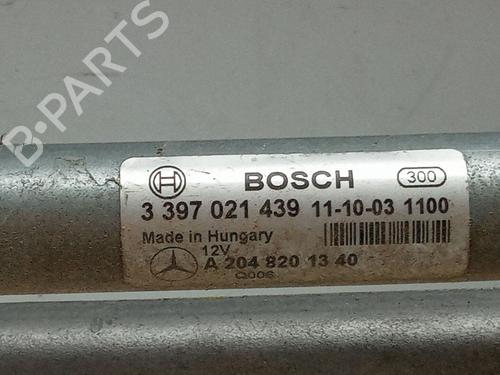 B-PARTS
BOSCH 300
3 397 021 439 11-10-03 1100
Made in Hungary
12V
A 204 820 13 40
Q006